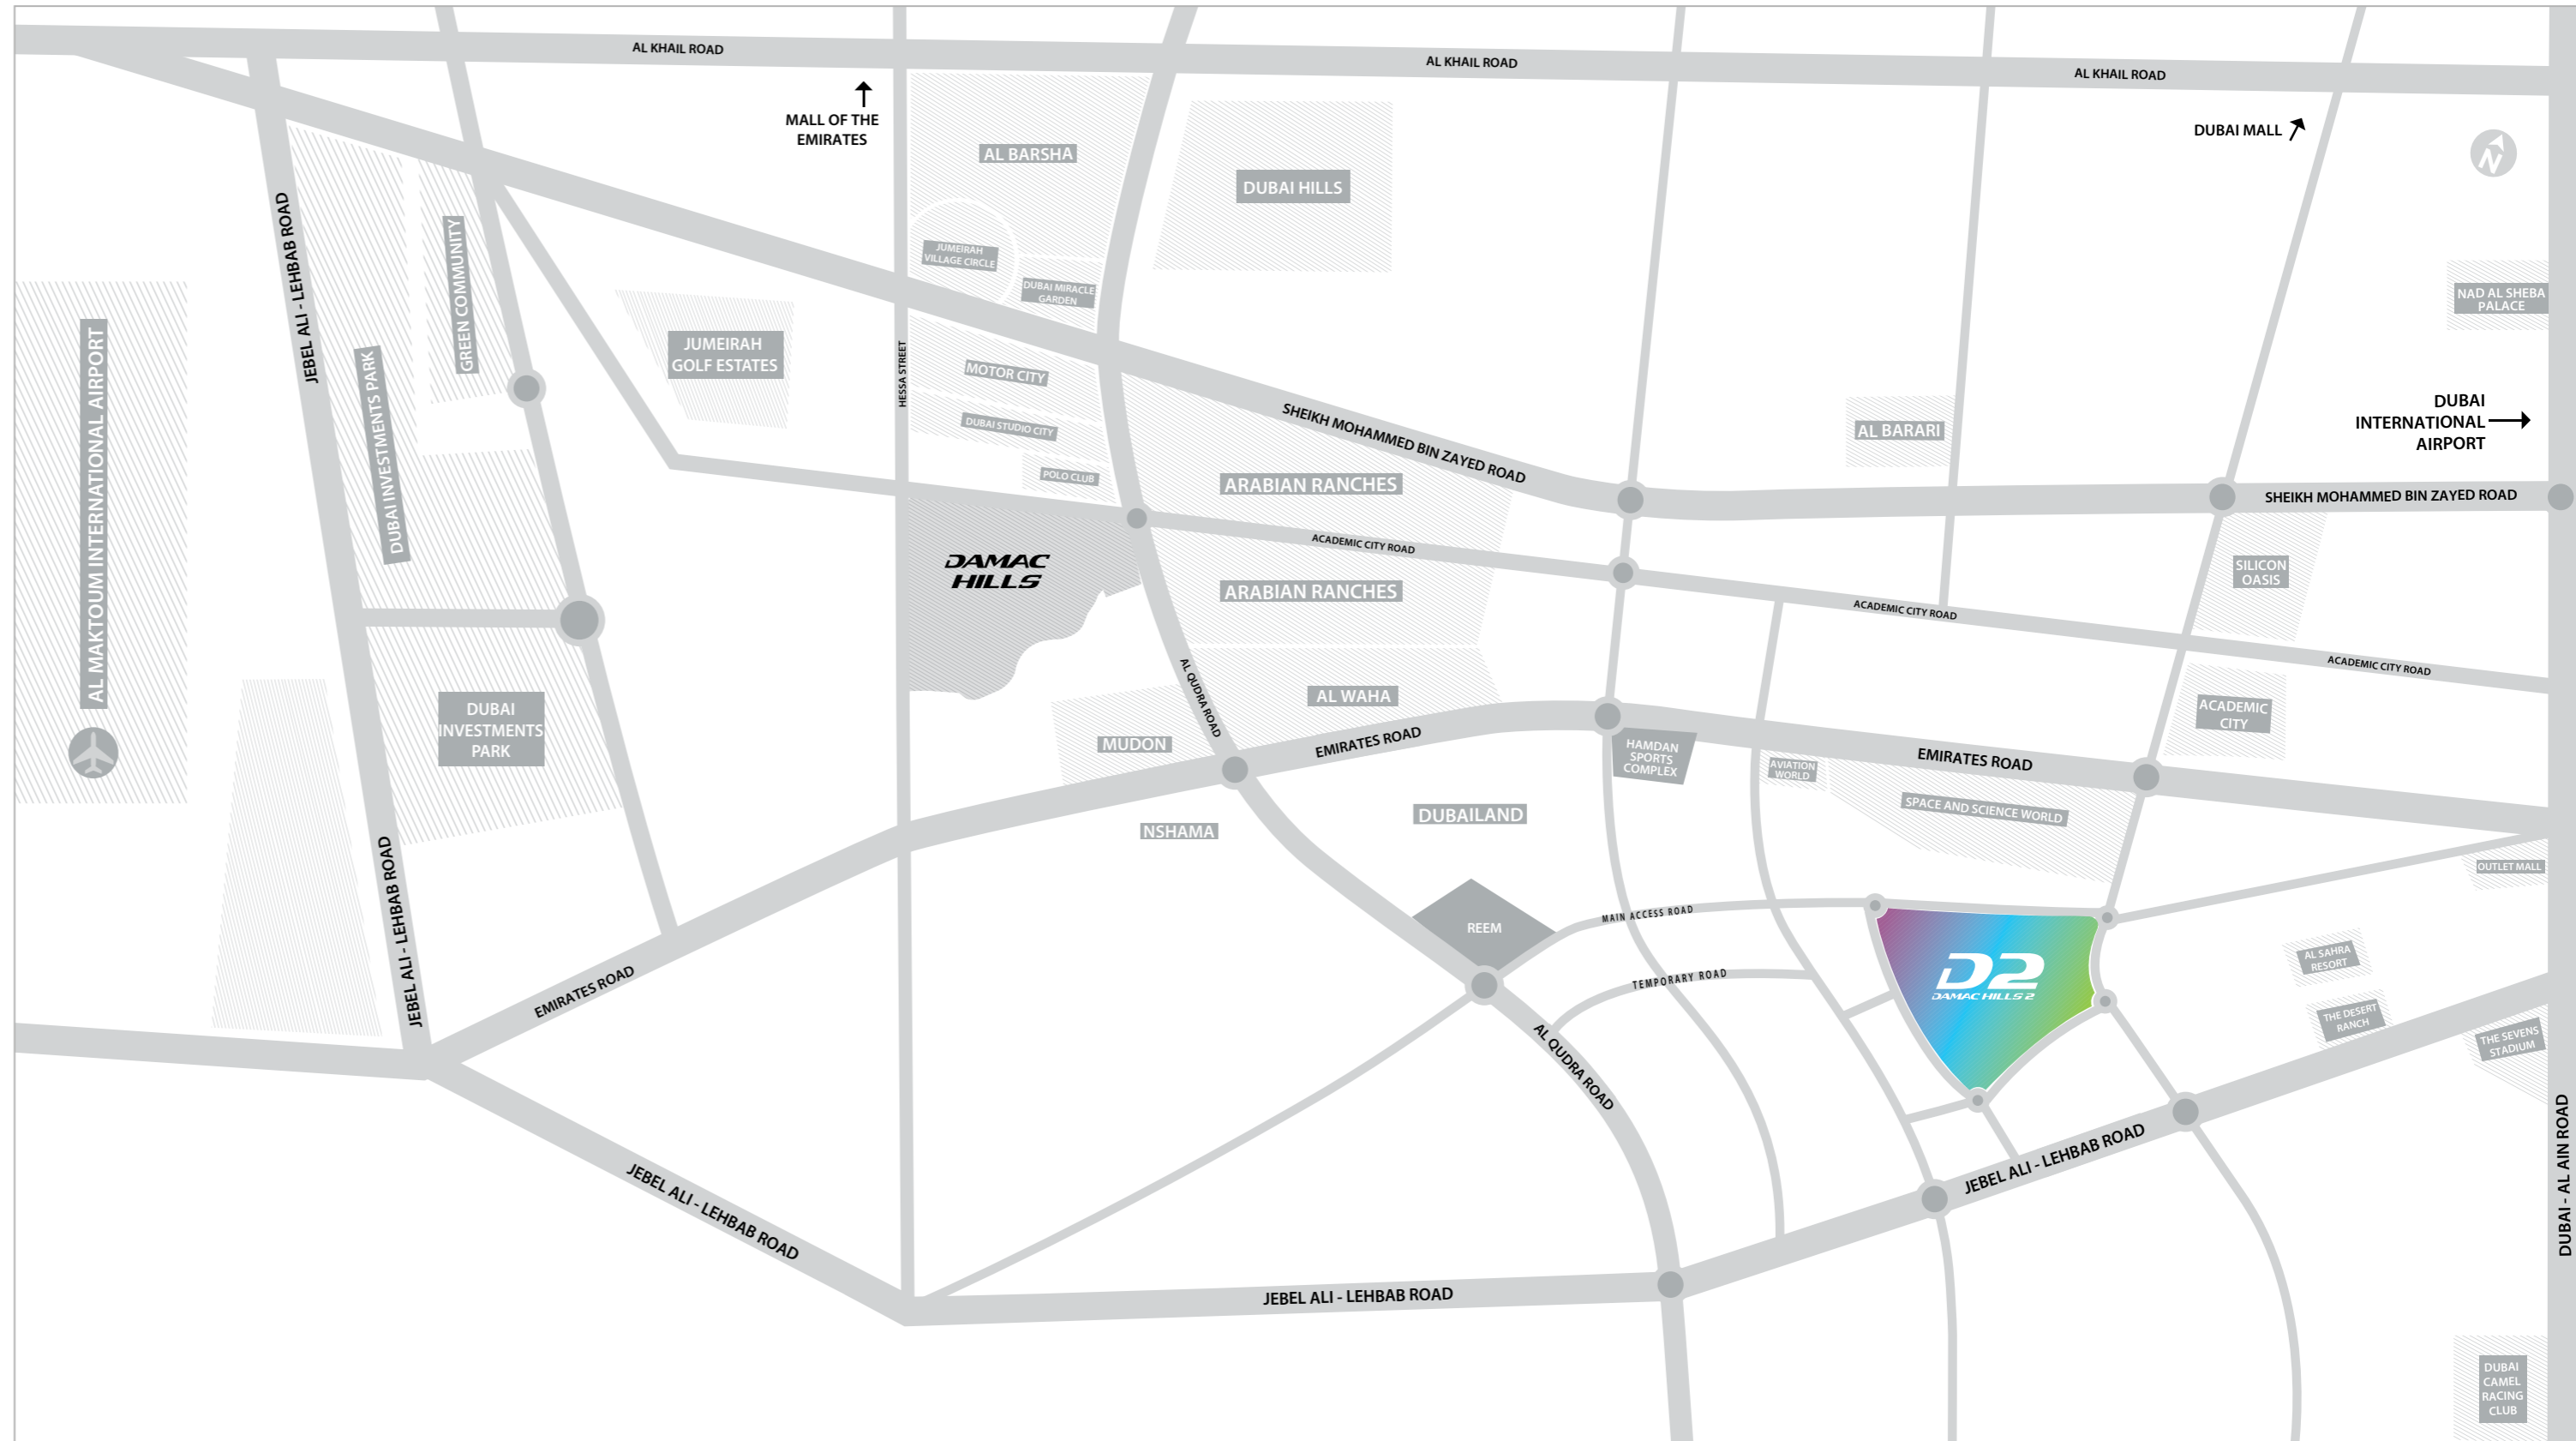 AL KHAIL ROAD
AL KHAIL ROAD
AL KHAIL ROAD
MALL OF THE
EMIRATES
DUBAI MALL
N
AL BARSHA
DUBAI HILLS
JEBEL ALI - LEHBAB ROAD
GREEN COMMUNITY
JUMEIRAH
VILLAGE CIRCLE
DUBAI MIRACLE
GARDEN
NAD AL SHEBA
PALACE
AL MAKTOUM INTERNATIONAL AIRPORT
DUBAI INVESTMENTS PARK
JUMEIRAH
GOLF ESTATES
HESSA STREET
MOTOR CITY
DUBAI STUDIO CITY
POLO CLUB
SHEIKH MOHAMMED BIN ZAYED ROAD
ARABIAN RANCHES
AL BARARI
DUBAI
INTERNATIONAL
AIRPORT
SHEIKH MOHAMMED BIN ZAYED ROAD
DAMAC
HILLS
ACADEMIC CITY ROAD
ARABIAN RANCHES
ACADEMIC CITY ROAD
SILICON
OASIS
ACADEMIC CITY ROAD
DUBAI
INVESTMENTS
PARK
AL QUDRA ROAD
AL WAHA
MUDON
EMIRATES ROAD
HAMDAN
SPORTS
COMPLEX
AVIATION
WORLD
EMIRATES ROAD
ACADEMIC
CITY
SPACE AND SCIENCE WORLD
NSHAMA
DUBAILAND
OUTLET MALL
JEBEL ALI - LEHBAB ROAD
EMIRATES ROAD
REEM
MAIN ACCESS ROAD
TEMPORARY ROAD
D2
DAMAC HILLS 2
AL SAHRA
RESORT
THE DESERT
RANCH
THE SEVENS
STADIUM
AL QUDRA ROAD
JEBEL ALI - LEHBAB ROAD
JEBEL ALI - LEHBAB ROAD
JEBEL ALI - LEHBAB ROAD
DUBAI - AL AIN ROAD
DUBAI
CAMEL
RACING
CLUB